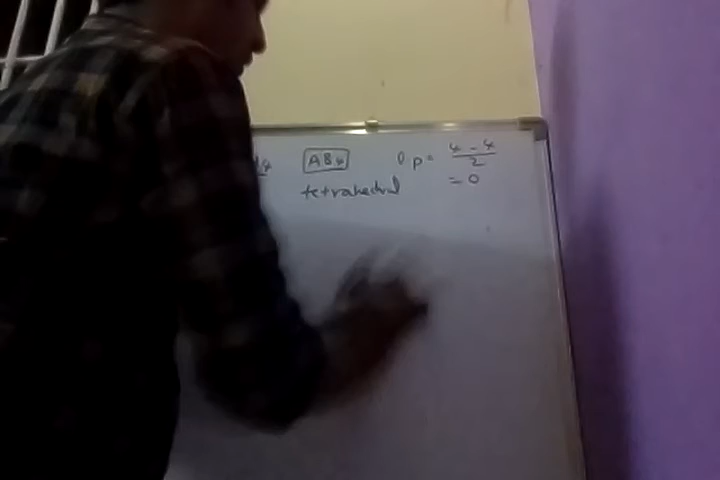 AB₄ lp = 4 - 4 / 2
tetrahedral = 0